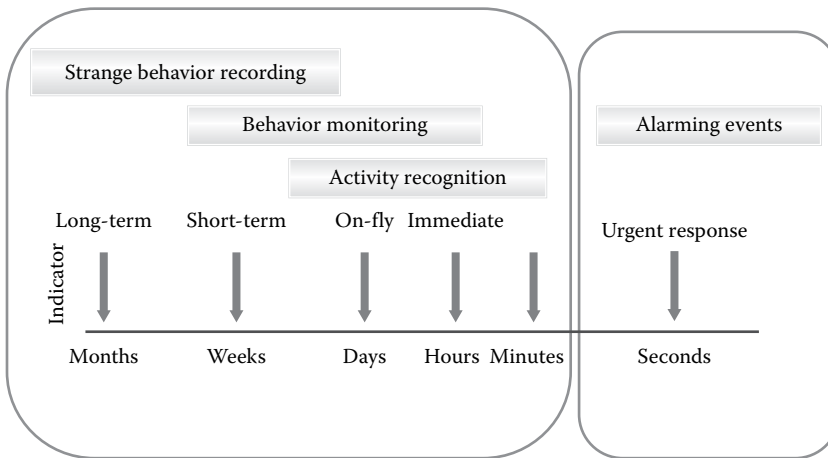 Strange behavior recording
Behavior monitoring
Alarming events
Activity recognition
Long-term Short-term On-fly Immediate
Urgent response
Indicator
Months Weeks Days Hours Minutes Seconds